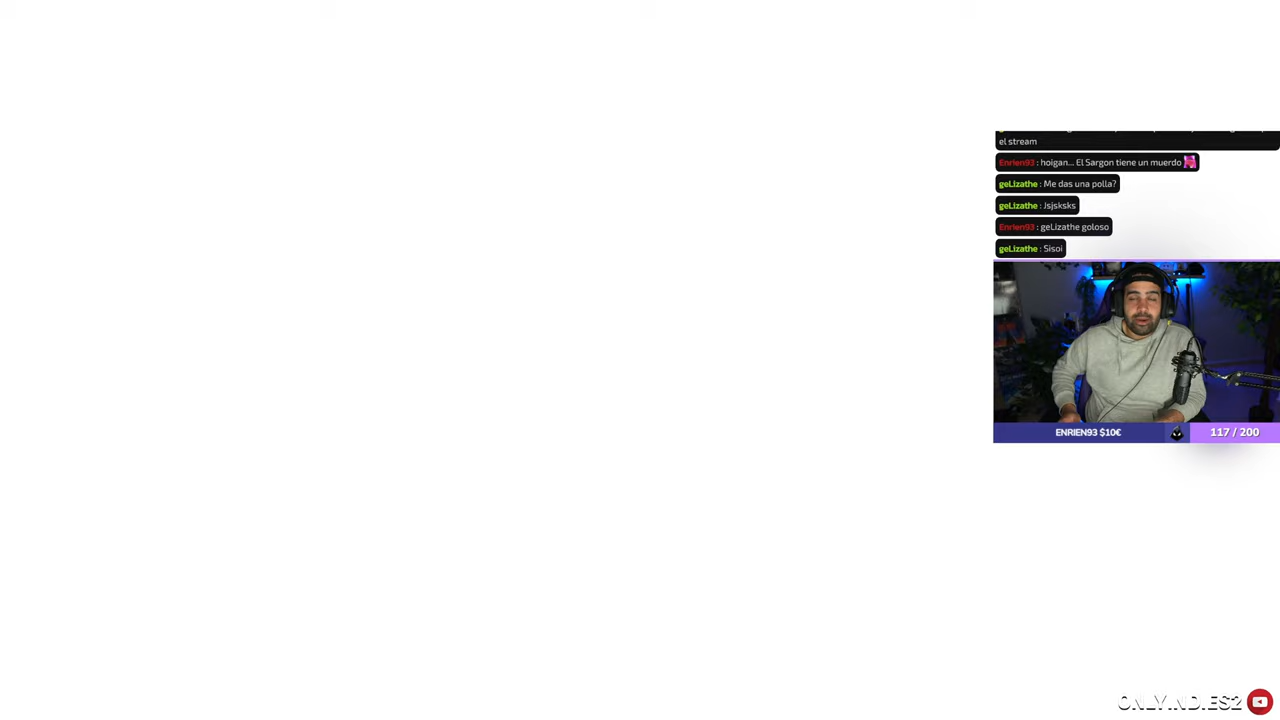 el stream
Enrien93 : hoigan... El Sargon tiene un muerdo
geLizathe : Me das una polla?
geLizathe : Jsjsksks
Enrien93 : geLizathe goloso
geLizathe : Sisoi
ENRIEN93 $10€
117 / 200
ONLYINDIES2